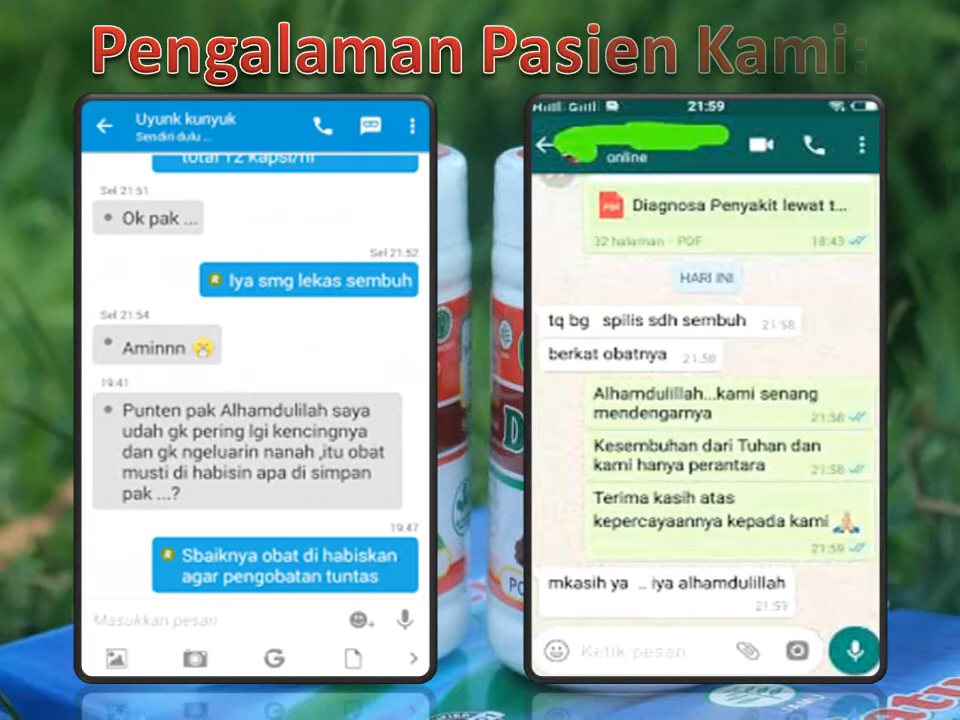 Pengalaman Pasien Kami:
Uyunk kunyuk
Sendiri dulu ...
total 12 kapsl/hr
Sel 21:51
Ok pak ...
Sel 21:52
Iya smg lekas sembuh
Sel 21:54
Aminnn
19:41
Punten pak Alhamdulilah saya
udah gk pering lgi kencingnya
dan gk ngeluarin nanah ,itu obat
musti di habisin apa di simpan
pak ...?
19:47
Sbaiknya obat di habiskan
agar pengobatan tuntas
Masukkan pesan
21:59
online
PDF
Diagnosa Penyakit lewat t...
32 halaman · PDF
18:43
HARI INI
tq bg spilis sdh sembuh
21:58
berkat obatnya
21:58
Alhamdulillah...kami senang
mendengarnya
21:58
Kesembuhan dari Tuhan dan
kami hanya perantara
21:58
Terima kasih atas
kepercayaannya kepada kami
21:59
mkasih ya .. iya alhamdulillah
21:59
Ketik pesan